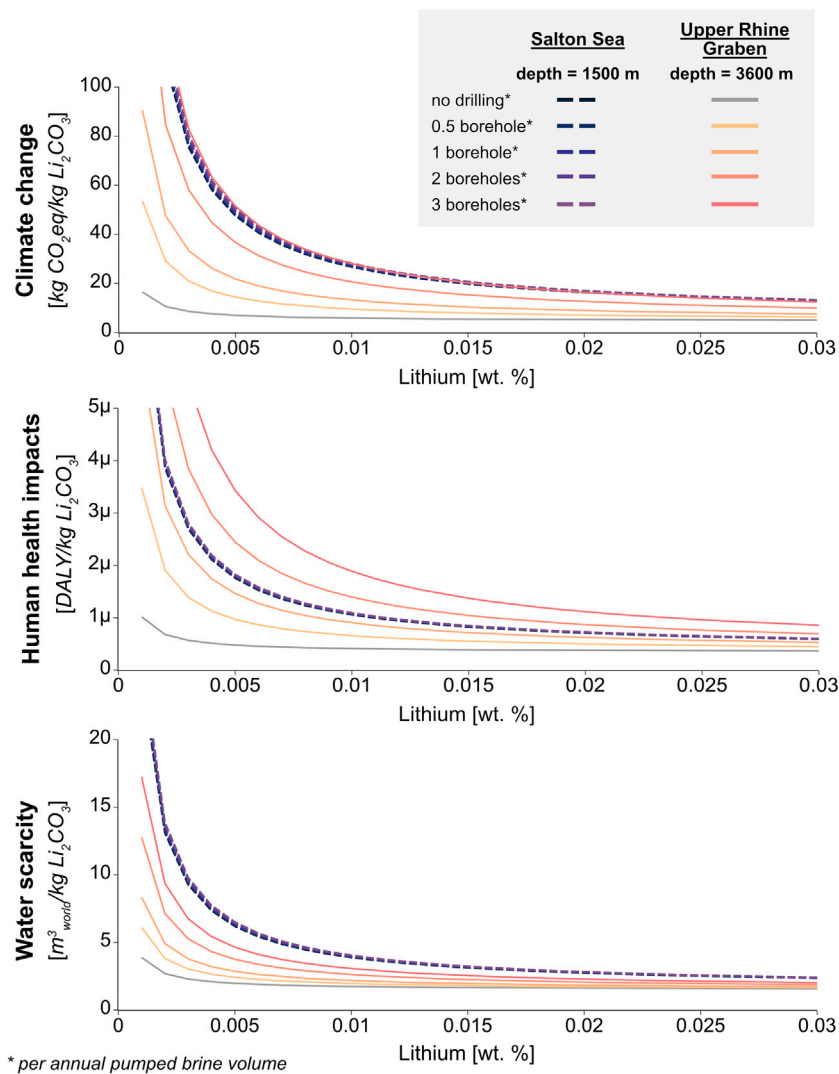 Salton Sea
Upper Rhine
Graben
depth = 1500 m
depth = 3600 m
no drilling*
0.5 borehole*
1 borehole*
2 boreholes*
3 boreholes*
Climate change
[kg CO₂eq/kg Li₂CO₃]
100
80
60
40
20
0
0 0.005 0.01 0.015 0.02 0.025 0.03
Lithium [wt. %]
Human health impacts
[DALY/kg Li₂CO₃]
5µ
4µ
3µ
2µ
1µ
0
0 0.005 0.01 0.015 0.02 0.025 0.03
Lithium [wt. %]
Water scarcity
[m³world/kg Li₂CO₃]
20
15
10
5
0
0 0.005 0.01 0.015 0.02 0.025 0.03
Lithium [wt. %]
* per annual pumped brine volume